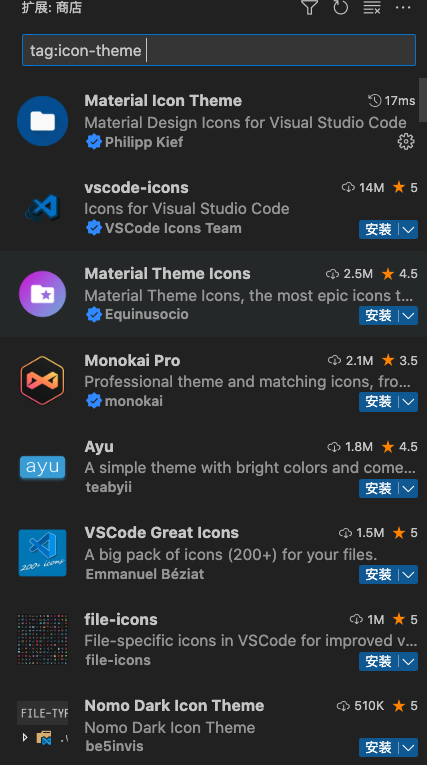 扩展: 商店
tag:icon-theme
Material Icon Theme 17ms
Material Design Icons for Visual Studio Code
Philipp Kief
vscode-icons 14M 5
Icons for Visual Studio Code
VSCode Icons Team 安装
Material Theme Icons 2.5M 4.5
Material Theme Icons, the most epic icons t...
Equinusocio 安装
Monokai Pro 2.1M 3.5
Professional theme and matching icons, fro...
monokai 安装
ayu
Ayu 1.8M 4.5
A simple theme with bright colors and come...
teabyii 安装
200+ icons
VSCode Great Icons 1.5M 5
A big pack of icons (200+) for your files.
Emmanuel Béziat 安装
file-icons 1M 5
File-specific icons in VSCode for improved v...
file-icons 安装
FILE-TYP
Nomo Dark Icon Theme 510K 5
Nomo Dark Icon Theme
be5invis 安装